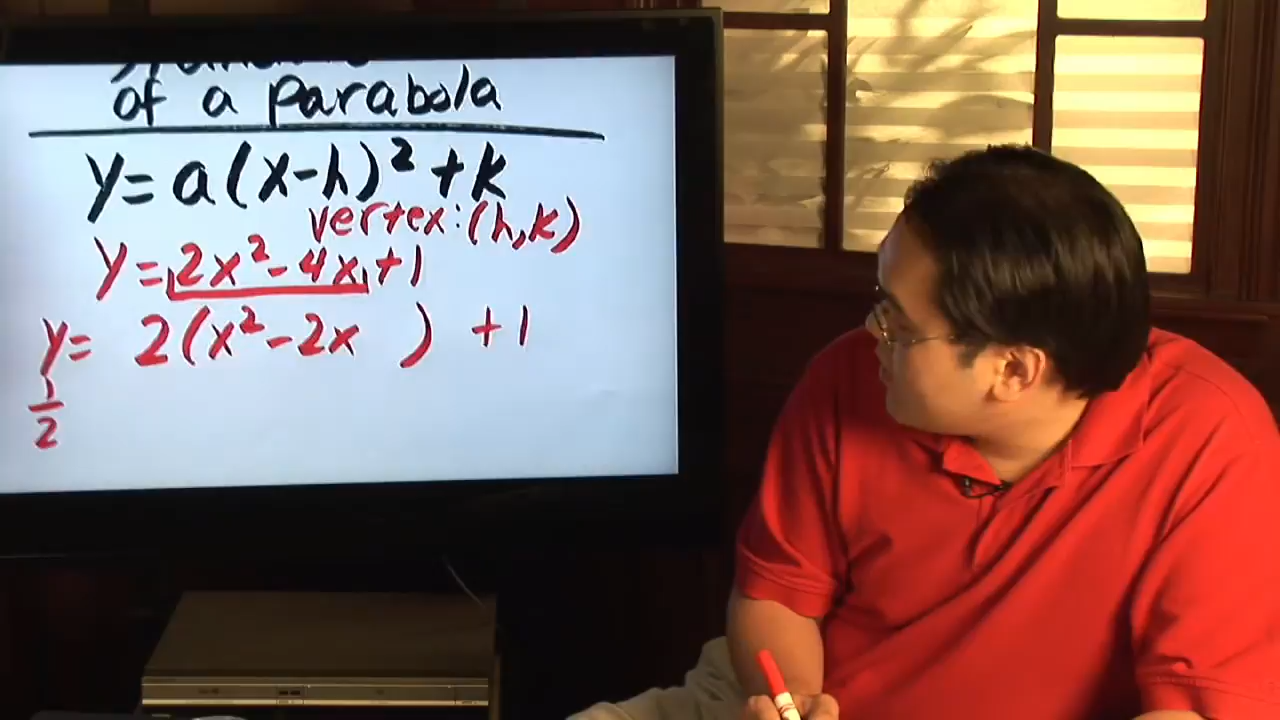 of a parabola
y = a(x-h)² + k
vertex: (h,k)
y = 2x² - 4x + 1
y = 2(x² - 2x ) + 1
1/2